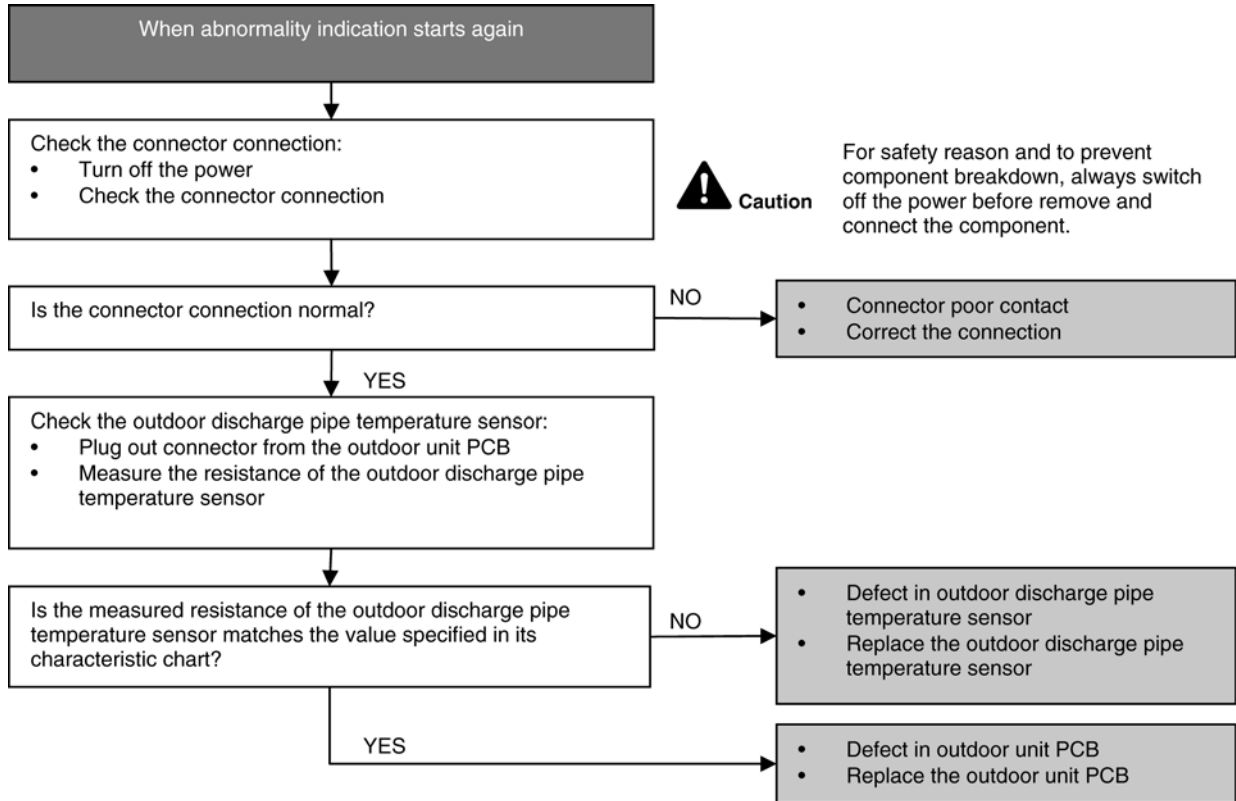 When abnormality indication starts again
Check the connector connection:
• Turn off the power
• Check the connector connection
Caution
For safety reason and to prevent
component breakdown, always switch
off the power before remove and
connect the component.
Is the connector connection normal?
NO
• Connector poor contact
• Correct the connection
YES
Check the outdoor discharge pipe temperature sensor:
• Plug out connector from the outdoor unit PCB
• Measure the resistance of the outdoor discharge pipe
temperature sensor
Is the measured resistance of the outdoor discharge pipe
temperature sensor matches the value specified in its
characteristic chart?
NO
• Defect in outdoor discharge pipe
temperature sensor
• Replace the outdoor discharge pipe
temperature sensor
YES
• Defect in outdoor unit PCB
• Replace the outdoor unit PCB